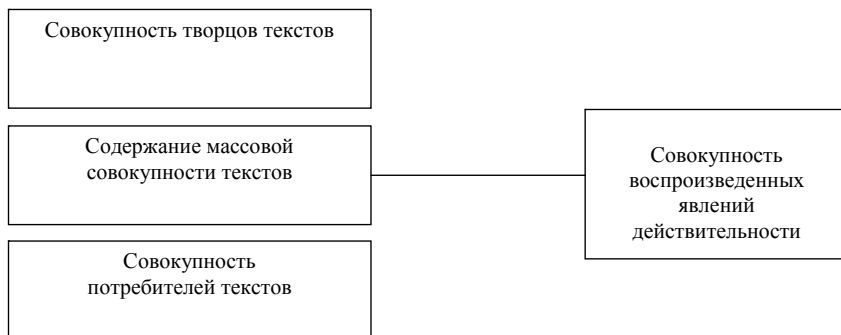 Совокупность творцов текстов
Содержание массовой
совокупности текстов
Совокупность
потребителей текстов
Совокупность
воспроизведенных
явлений
действительности